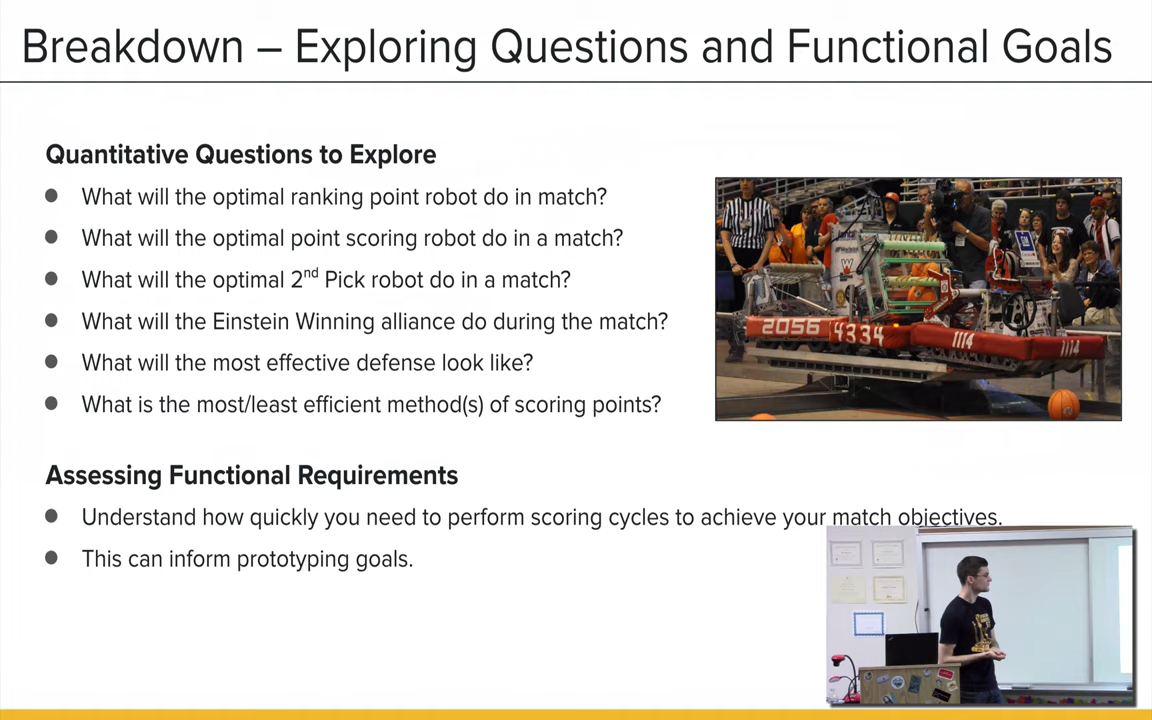 Breakdown – Exploring Questions and Functional Goals
Quantitative Questions to Explore
What will the optimal ranking point robot do in match?
What will the optimal point scoring robot do in a match?
What will the optimal 2nd Pick robot do in a match?
What will the Einstein Winning alliance do during the match?
What will the most effective defense look like?
What is the most/least efficient method(s) of scoring points?
2056 4334 1114 1114
Assessing Functional Requirements
Understand how quickly you need to perform scoring cycles to achieve your match objectives.
This can inform prototyping goals.